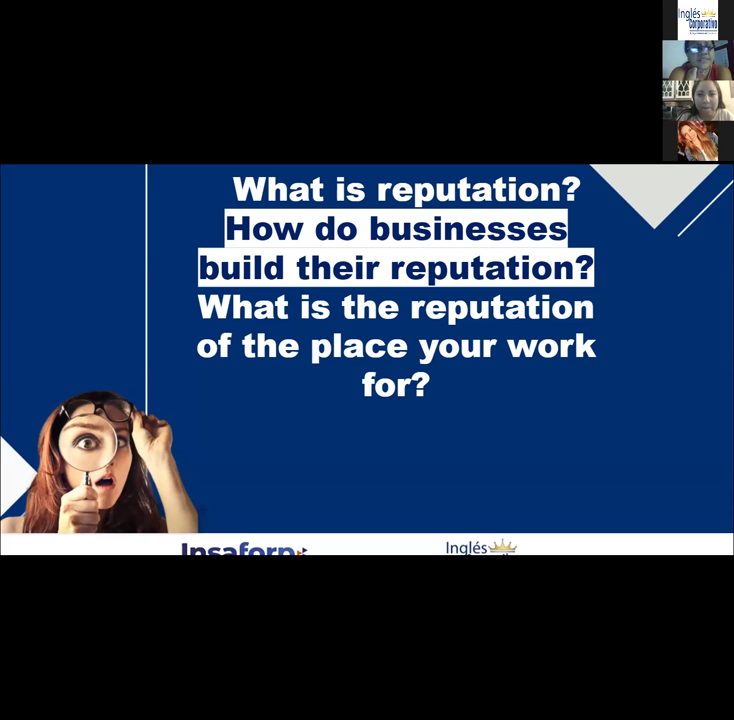 Inglés
Corporativo
What is reputation?
How do businesses
build their reputation?
What is the reputation
of the place your work
for?
Insaforp
Inglés